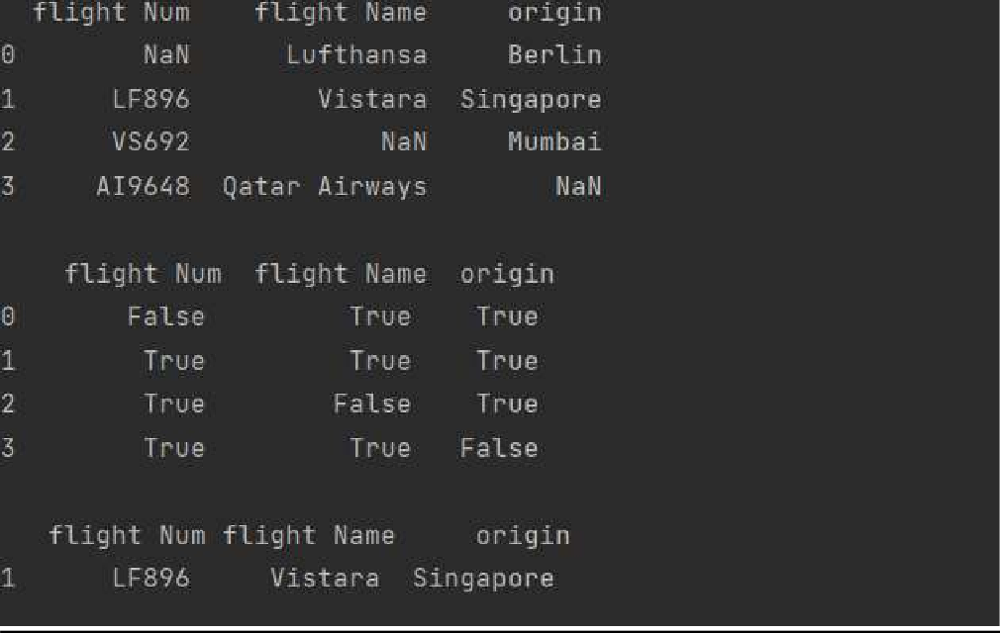 flight Num flight Name origin
0 NaN Lufthansa Berlin
1 LF896 Vistara Singapore
2 VS692 NaN Mumbai
3 AI9648 Qatar Airways NaN
flight Num flight Name origin
0 False True True
1 True True True
2 True False True
3 True True False
flight Num flight Name origin
1 LF896 Vistara Singapore